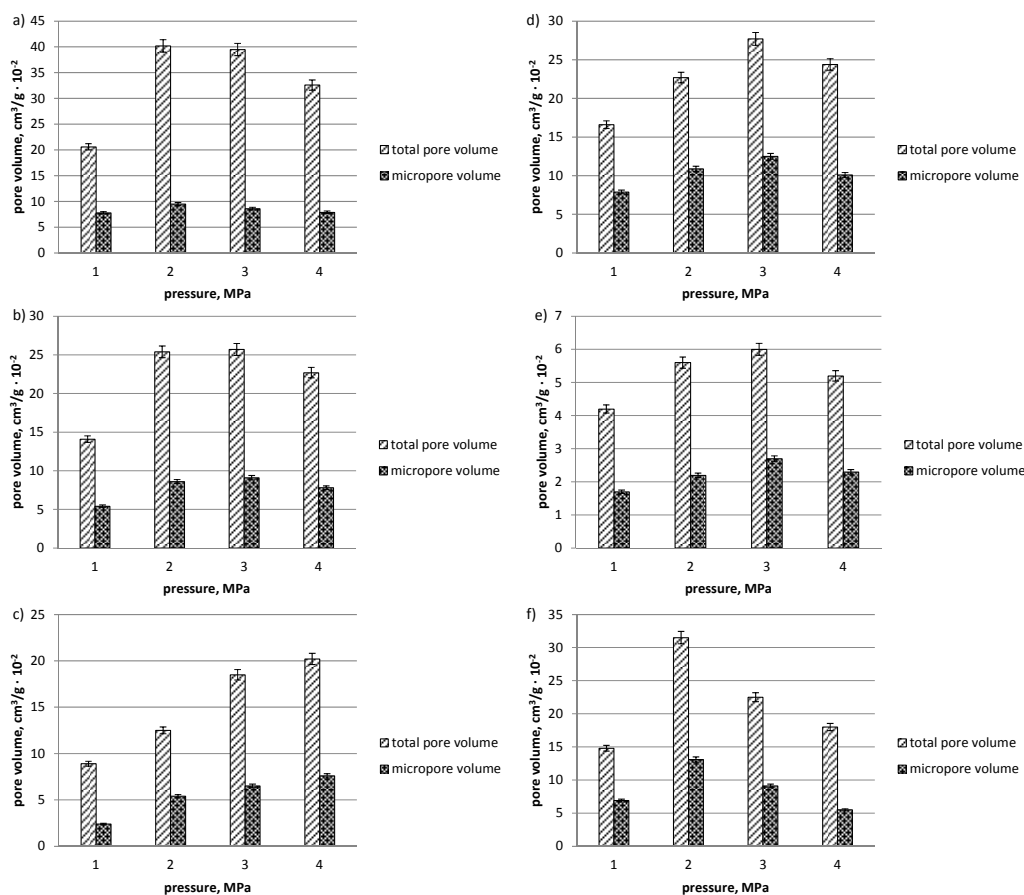 a)
45
40
35
30
25
20
15
10
5
0
pore volume, cm³/g · 10⁻²
1 2 3 4
pressure, MPa
total pore volume
micropore volume
d)
30
25
20
15
10
5
0
pore volume, cm³/g · 10⁻²
1 2 3 4
pressure, MPa
total pore volume
micropore volume
b)
30
25
20
15
10
5
0
pore volume, cm³/g · 10⁻²
1 2 3 4
pressure, MPa
total pore volume
micropore volume
e)
7
6
5
4
3
2
1
0
pore volume, cm³/g · 10⁻²
1 2 3 4
pressure, MPa
total pore volume
micropore volume
c)
25
20
15
10
5
0
pore volume, cm³/g · 10⁻²
1 2 3 4
pressure, MPa
total pore volume
micropore volume
f)
35
30
25
20
15
10
5
0
pore volume, cm³/g · 10⁻²
1 2 3 4
pressure, MPa
total pore volume
micropore volume